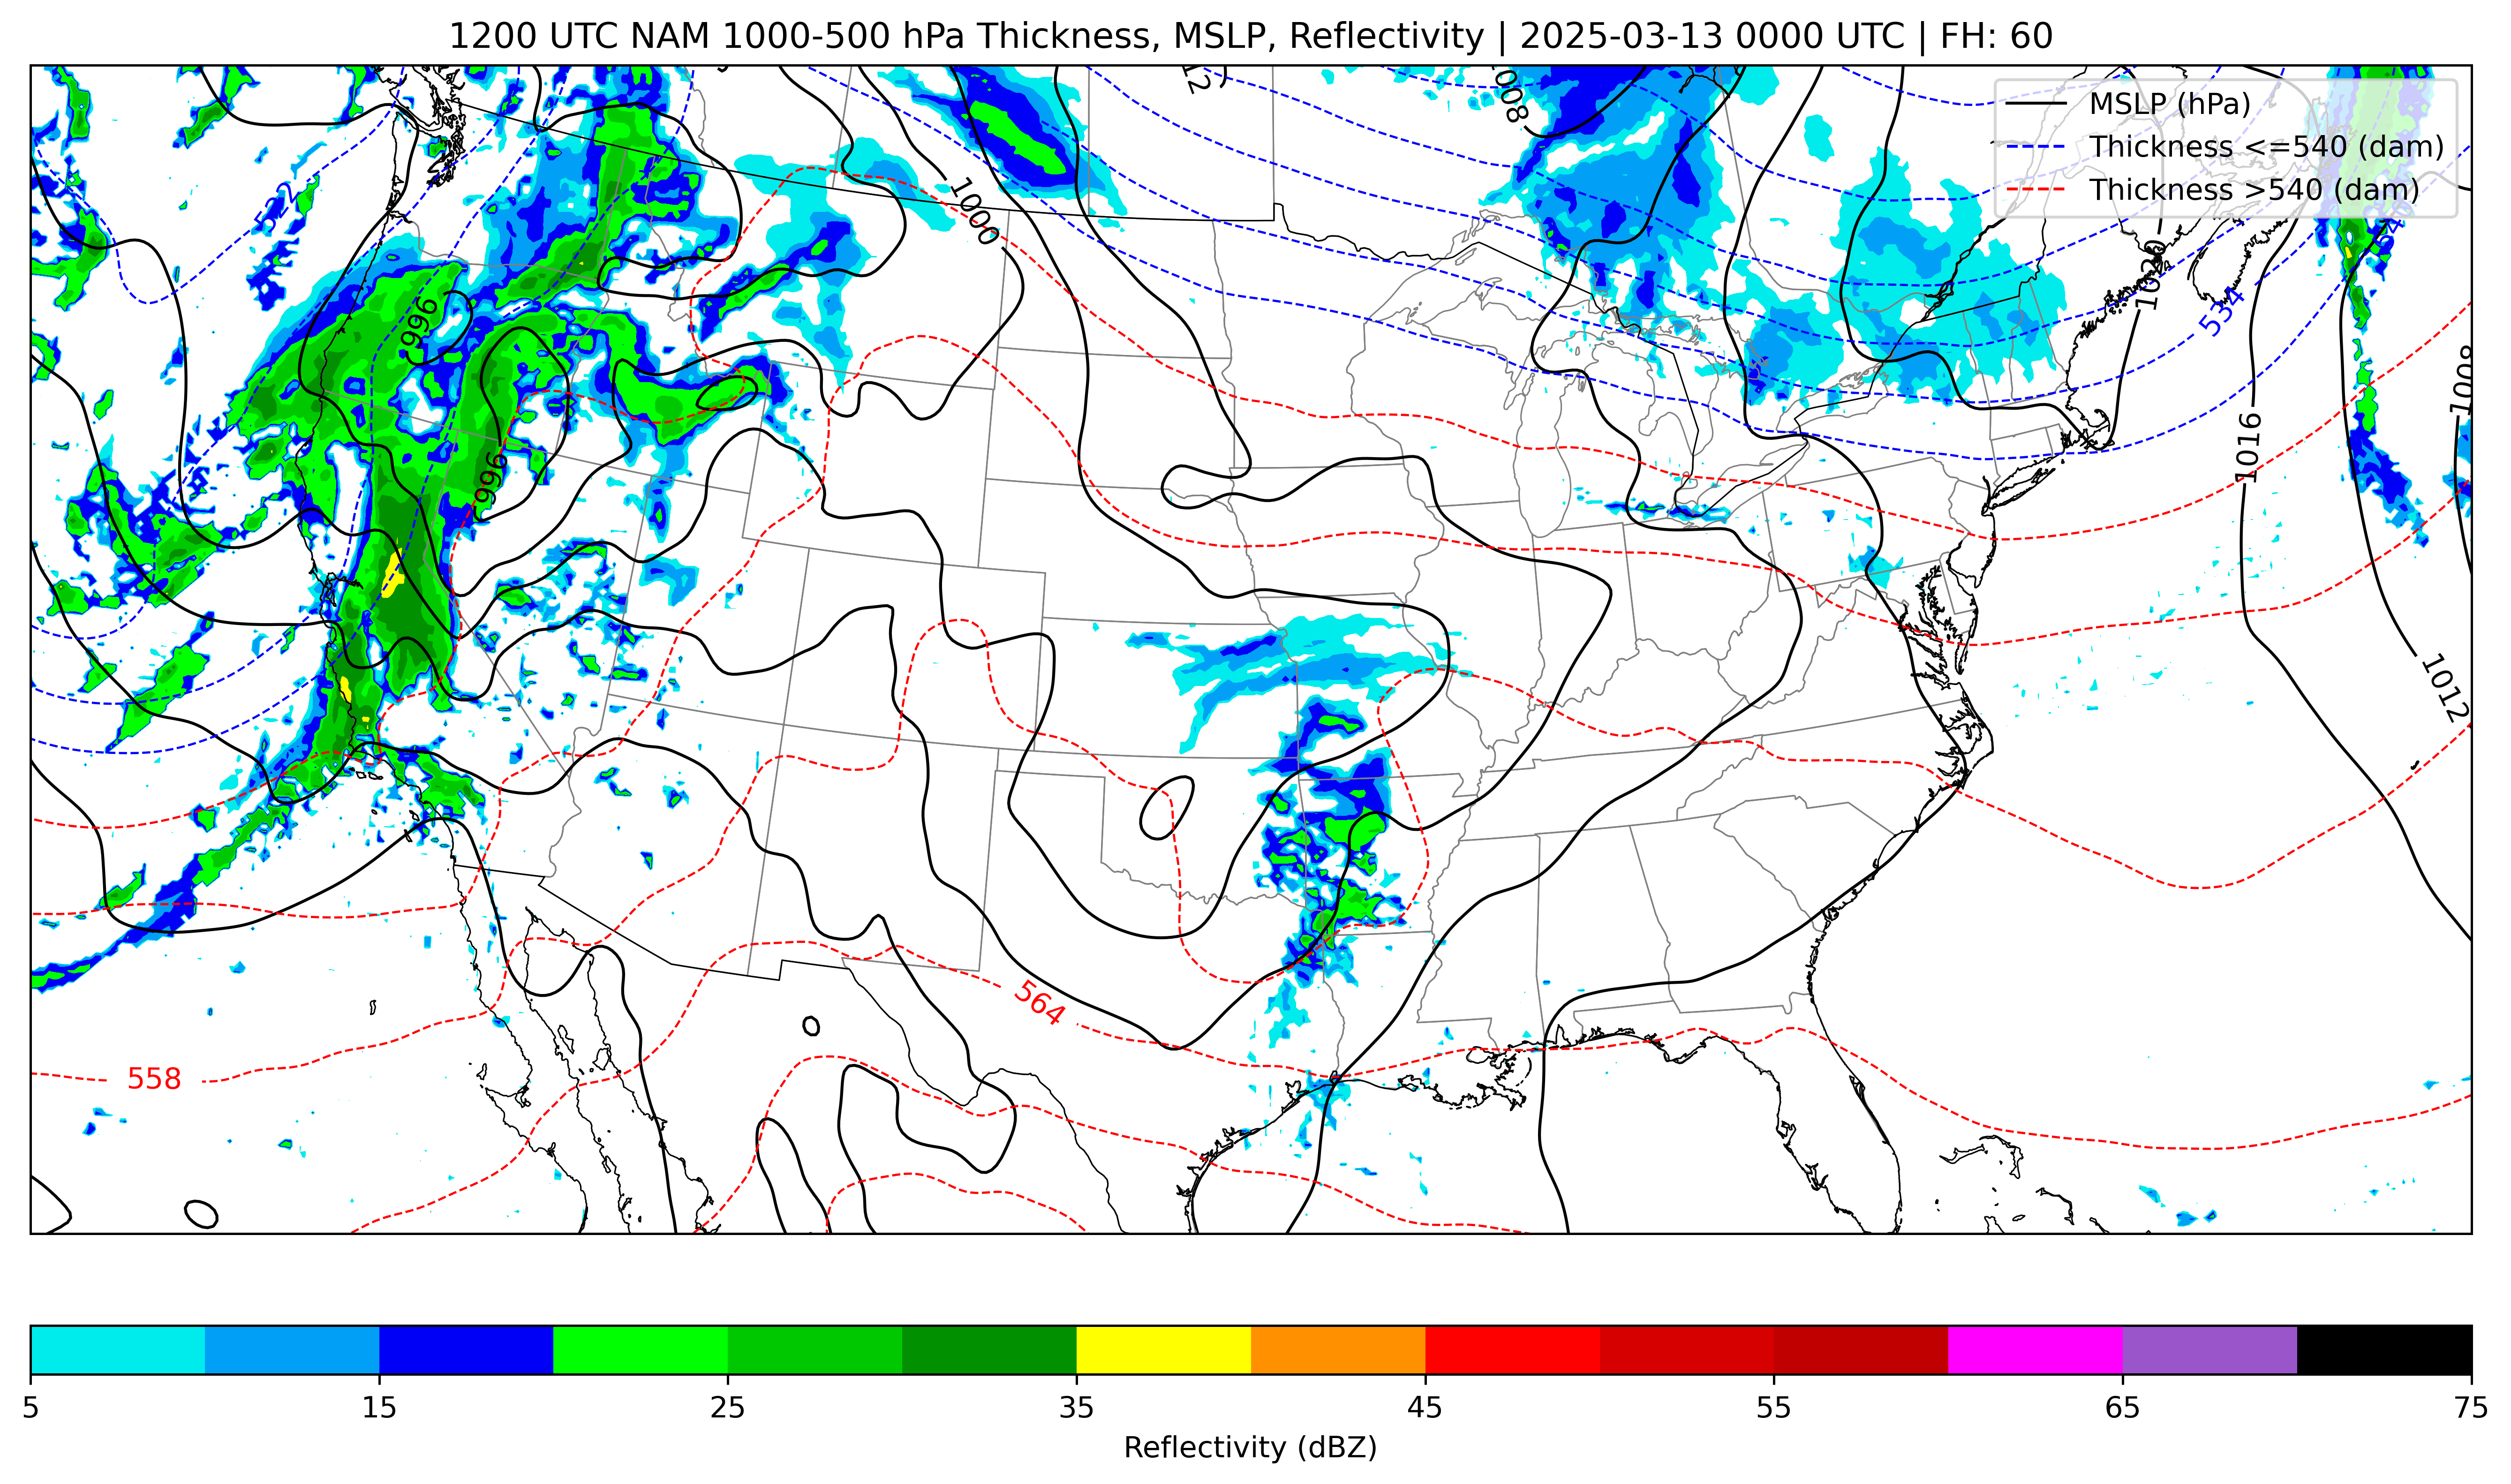 1200 UTC NAM 1000-500 hPa Thickness, MSLP, Reflectivity | 2025-03-13 0000 UTC | FH: 60
MSLP (hPa)
Thickness <=540 (dam)
Thickness >540 (dam)
1008
1000
1020
996
534
1008
1016
996
1012
564
558
5 15 25 35 45 55 65 75
Reflectivity (dBZ)